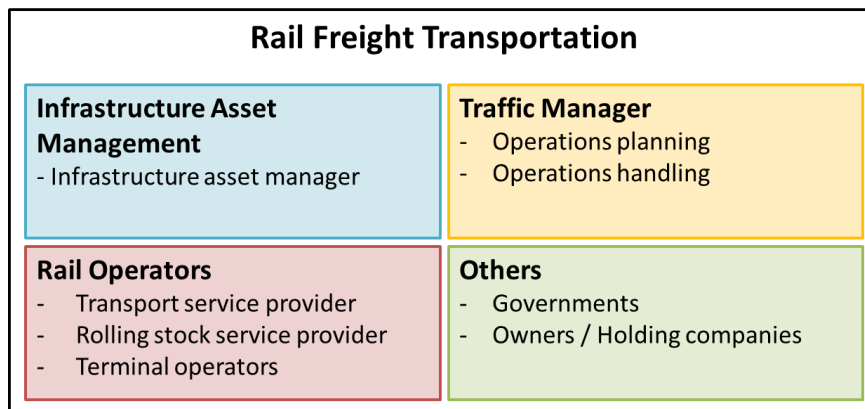 Rail Freight Transportation
Infrastructure Asset
Management
- Infrastructure asset manager
Traffic Manager
- Operations planning
- Operations handling
Rail Operators
- Transport service provider
- Rolling stock service provider
- Terminal operators
Others
- Governments
- Owners / Holding companies